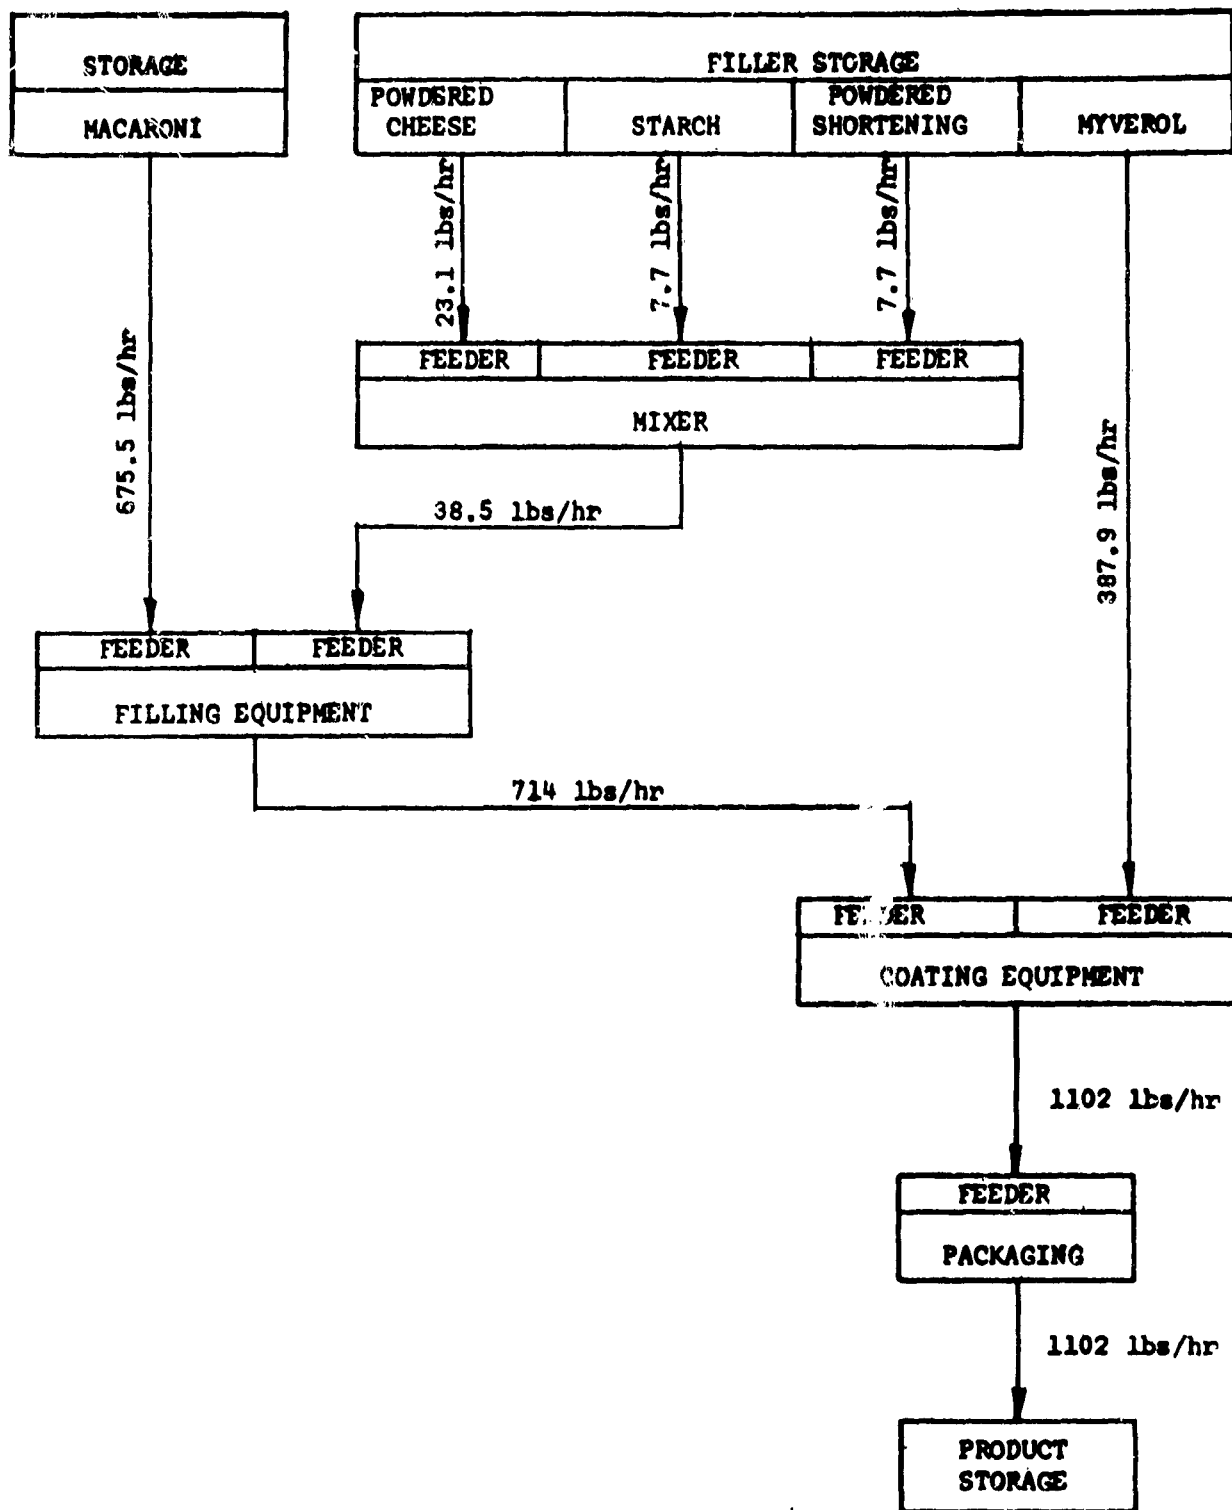 STORAGE
MACARONI
FILLER STORAGE
POWDERED
CHEESE
STARCH
POWDERED
SHORTENING
MYVEROL
23.1 lbs/hr
7.7 lbs/hr
7.7 lbs/hr
675.5 lbs/hr
387.9 lbs/hr
FEEDER
FEEDER
FEEDER
MIXER
38.5 lbs/hr
FEEDER
FEEDER
FILLING EQUIPMENT
714 lbs/hr
FEEDER
FEEDER
COATING EQUIPMENT
1102 lbs/hr
FEEDER
PACKAGING
1102 lbs/hr
PRODUCT
STORAGE